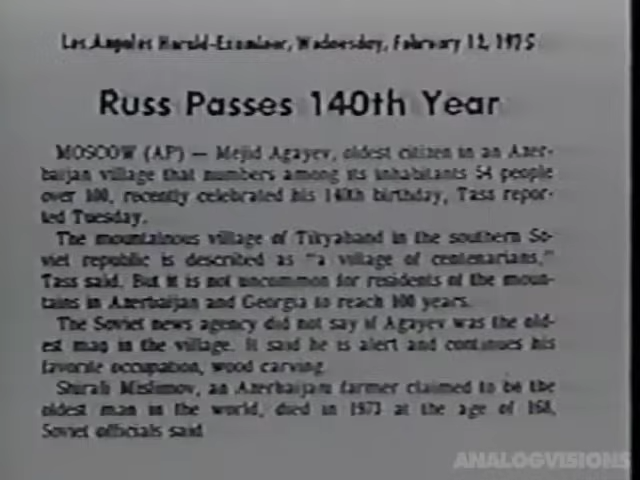 Los Angeles Herald-Examiner, Wednesday, February 12, 1975
Russ Passes 140th Year
MOSCOW (AP) — Mejid Agayev, oldest citizen in an Azer-
baijan village that numbers among its inhabitants 54 people
over 100, recently celebrated his 140th birthday, Tass repor-
ted Tuesday.
The mountainous village of Tikyaband in the southern So-
viet republic is described as "a village of centenarians,"
Tass said. But it is not uncommon for residents of the moun-
tains in Azerbaijan and Georgia to reach 100 years.
The Soviet news agency did not say if Agayev was the old-
est man in the village. It said he is alert and continues his
favorite occupation, wood carving.
Shirali Mislimov, an Azerbaijani farmer claimed to be the
oldest man in the world, died in 1973 at the age of 168,
Soviet officials said
ANALOGVISIONS